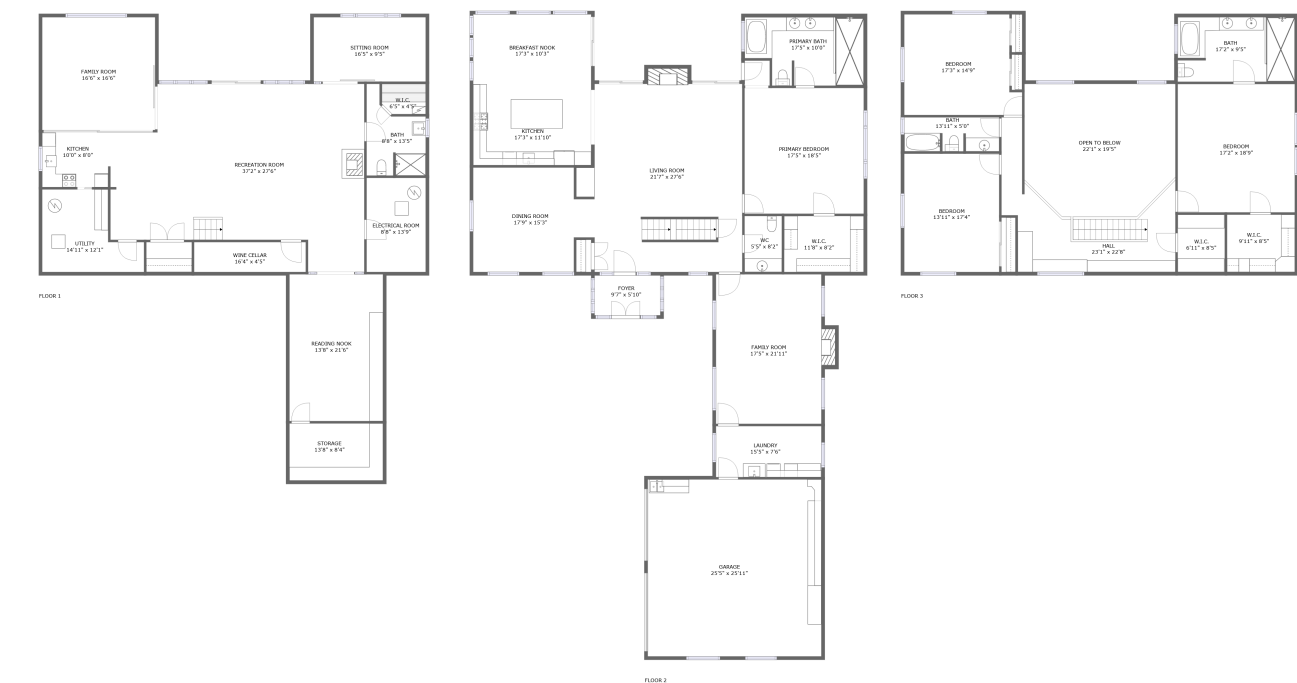 FAMILY ROOM
16'6" x 16'6"
SITTING ROOM
16'5" x 9'5"
W.I.C.
6'5" x 4'5"
BATH
8'8" x 13'5"
KITCHEN
10'0" x 8'0"
RECREATION ROOM
37'2" x 27'6"
ELECTRICAL ROOM
8'8" x 13'9"
UTILITY
14'11" x 12'1"
WINE CELLAR
16'4" x 4'5"
READING NOOK
13'8" x 21'6"
STORAGE
13'8" x 8'4"
FLOOR 1
BREAKFAST NOOK
17'3" x 10'3"
PRIMARY BATH
17'5" x 10'0"
KITCHEN
17'3" x 11'10"
LIVING ROOM
21'7" x 27'6"
PRIMARY BEDROOM
17'5" x 18'5"
DINING ROOM
17'9" x 15'3"
WC
5'5" x 8'2"
W.I.C.
11'8" x 8'2"
FOYER
9'7" x 5'10"
FAMILY ROOM
17'5" x 21'11"
LAUNDRY
15'5" x 7'6"
GARAGE
25'5" x 25'11"
FLOOR 2
BEDROOM
17'3" x 14'9"
BATH
17'2" x 9'5"
BATH
13'11" x 5'0"
OPEN TO BELOW
22'1" x 19'5"
BEDROOM
17'2" x 18'9"
BEDROOM
13'11" x 17'4"
HALL
23'1" x 22'8"
W.I.C.
6'11" x 8'5"
W.I.C.
9'11" x 8'5"
FLOOR 3